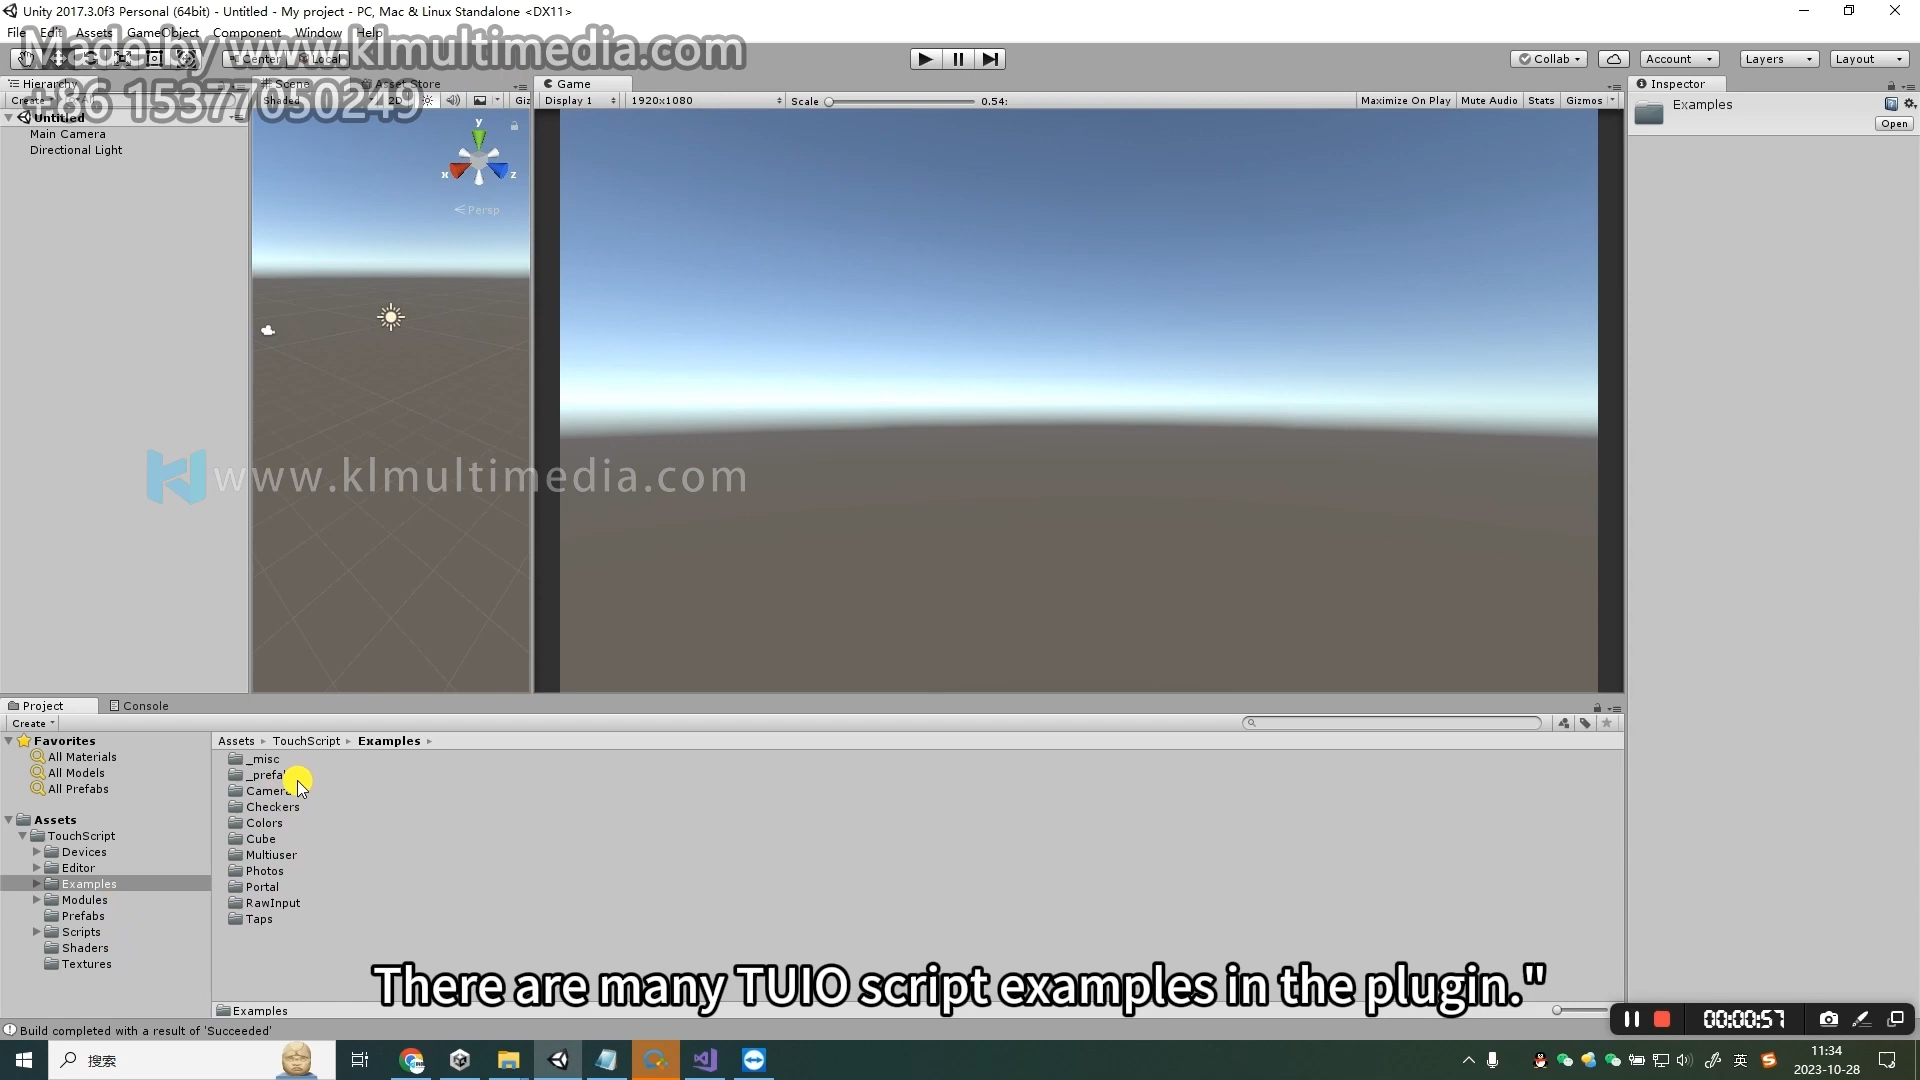 Unity 2017.3.0f3 Personal (64bit) - Untitled - My project - PC, Mac & Linux Standalone <DX11>
File Edit Assets GameObject Component Window Help
Made by www.klmultimedia.com
+86 15377050249
Center Local
Collab Account Layers Layout
Hierarchy
Scene Asset Store
Game
Inspector
Create All
Shaded 2D Giz
Display 1 1920x1080 Scale 0.54:
Maximize On Play Mute Audio Stats Gizmos
Examples
Open
Untitled
Main Camera
Directional Light
y
x z
Persp
www.klmultimedia.com
Project Console
Create
Favorites
All Materials
All Models
All Prefabs
Assets
TouchScript
Devices
Editor
Examples
Modules
Prefabs
Scripts
Shaders
Textures
Assets TouchScript Examples
_misc
_prefa
Camera
Checkers
Colors
Cube
Multiuser
Photos
Portal
RawInput
Taps
There are many TUIO script examples in the plugin."
Examples
00:00:57
Build completed with a result of 'Succeeded'
搜索
英
11:34
2023-10-28